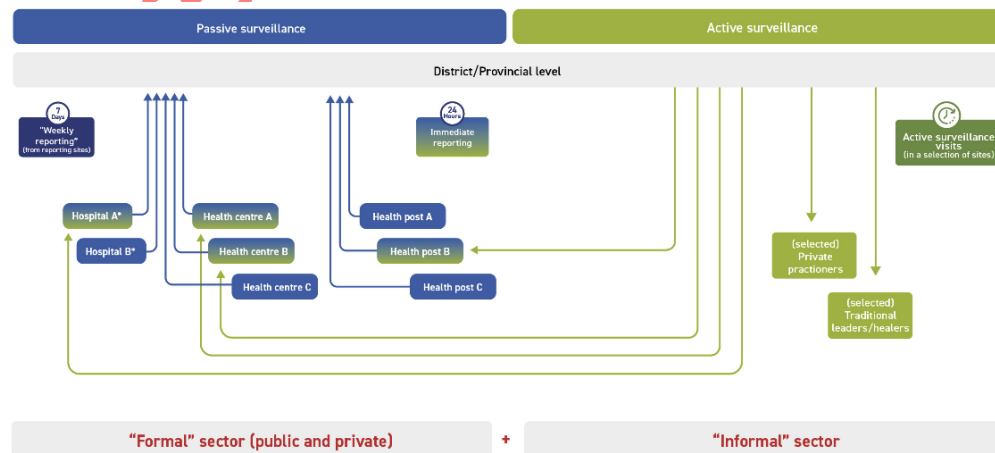 Passive surveillance
Active surveillance
District/Provincial level
7
Days
"Weekly
reporting"
(from reporting sites)
24
Hours
Immediate
reporting
Active surveillance
visits
(in a selection of sites)
Hospital A*
Health centre A
Health post A
Hospital B*
Health centre B
Health post B
Health centre C
Health post C
(selected)
Private
practioners
(selected)
Traditional
leaders/healers
“Formal” sector (public and private)
+
“Informal” sector